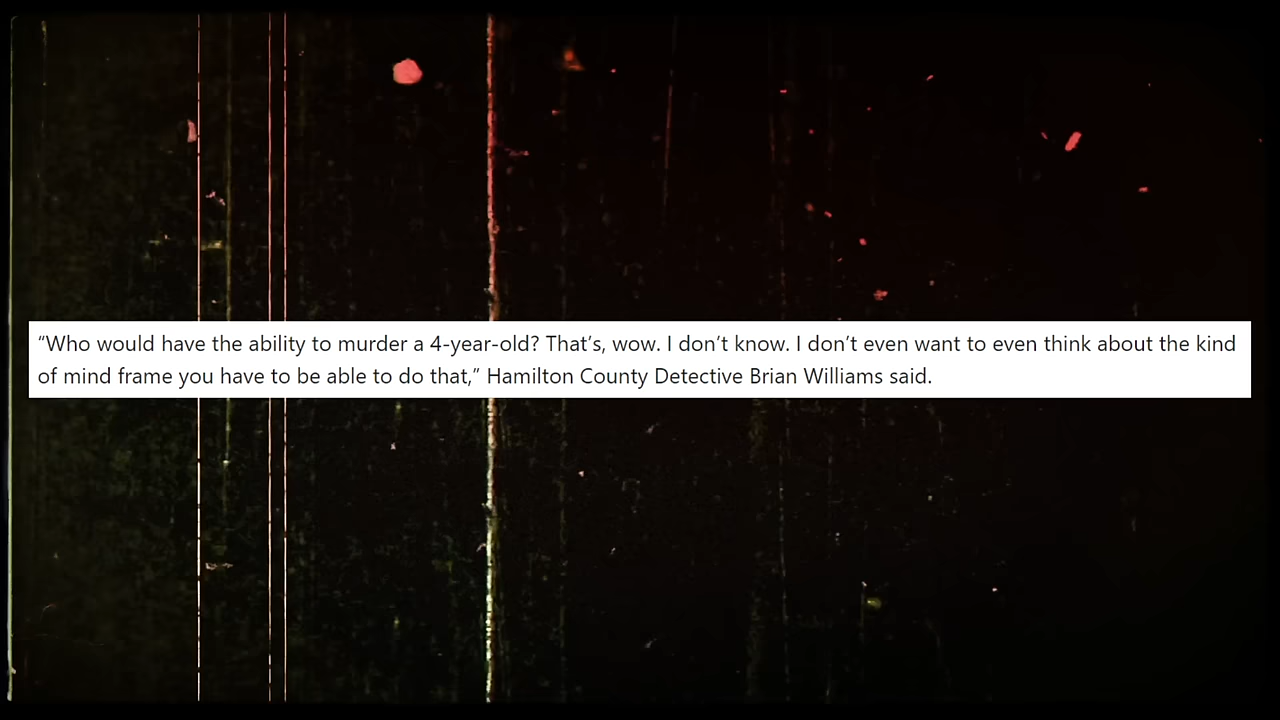 “Who would have the ability to murder a 4-year-old? That’s, wow. I don’t know. I don’t even want to even think about the kind
of mind frame you have to be able to do that,” Hamilton County Detective Brian Williams said.